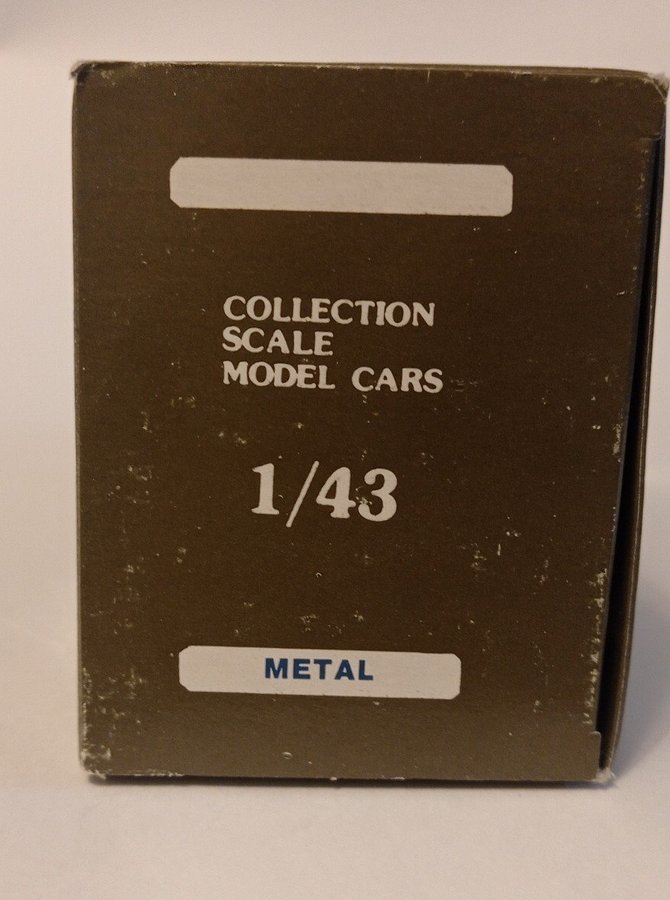 COLLECTION
SCALE
MODEL CARS
1/43
METAL